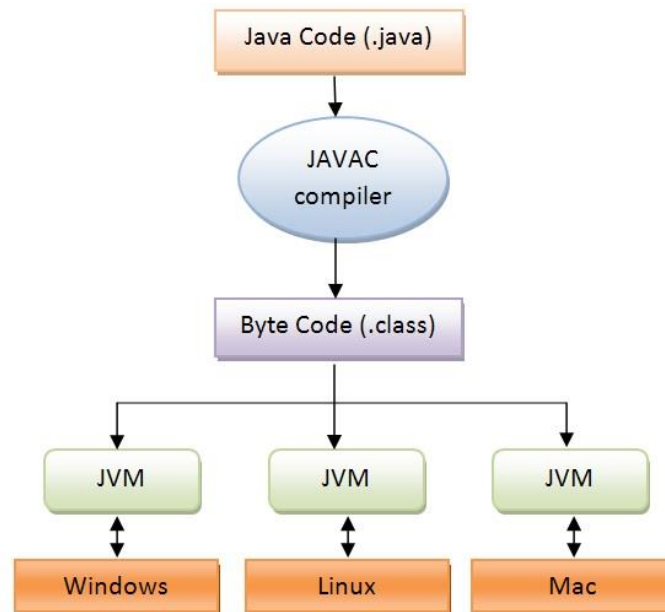 Java Code (.java)
JAVAC
compiler
Byte Code (.class)
JVM
JVM
JVM
Windows
Linux
Mac